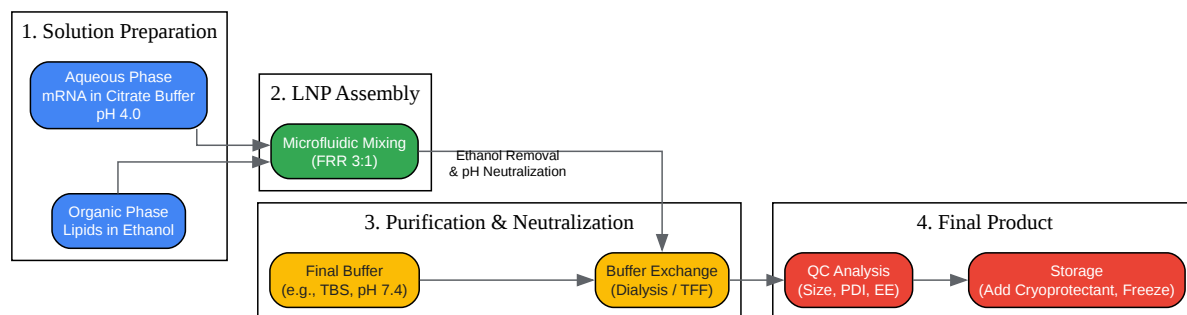 1. Solution Preparation
Aqueous Phase
mRNA in Citrate Buffer
pH 4.0
Organic Phase
Lipids in Ethanol
2. LNP Assembly
Microfluidic Mixing
(FRR 3:1)
Ethanol Removal
& pH Neutralization
3. Purification & Neutralization
Final Buffer
(e.g., TBS, pH 7.4)
Buffer Exchange
(Dialysis / TFF)
4. Final Product
QC Analysis
(Size, PDI, EE)
Storage
(Add Cryoprotectant, Freeze)